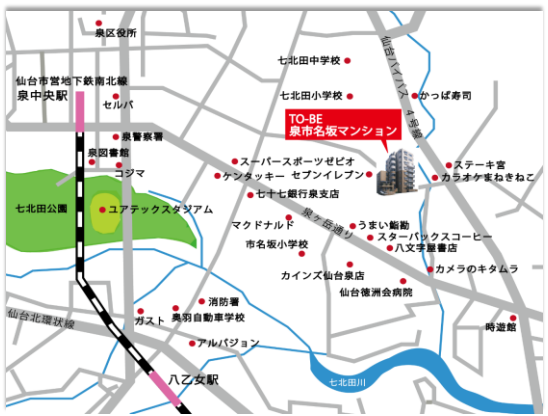 泉区役所
七北田中学校
仙台バイパス 4号線
仙台市営地下鉄南北線
泉中央駅
セルバ
七北田小学校
かっぱ寿司
TO-BE
泉市名坂マンション
泉警察署
泉図書館
コジマ
スーパースポーツゼビオ
ケンタッキー
セブンイレブン
ステーキ宮
カラオケまねきねこ
七十七銀行泉支店
七北田公園
ユアテックスタジアム
マクドナルド
泉ヶ岳通り
うまい鮨勘
スターバックスコーヒー
八文字屋書店
市名坂小学校
カインズ仙台泉店
カメラのキタムラ
仙台徳洲会病院
消防署
奥羽自動車学校
ガスト
仙台北環状線
時遊館
アルパジョン
八乙女駅
七北田川